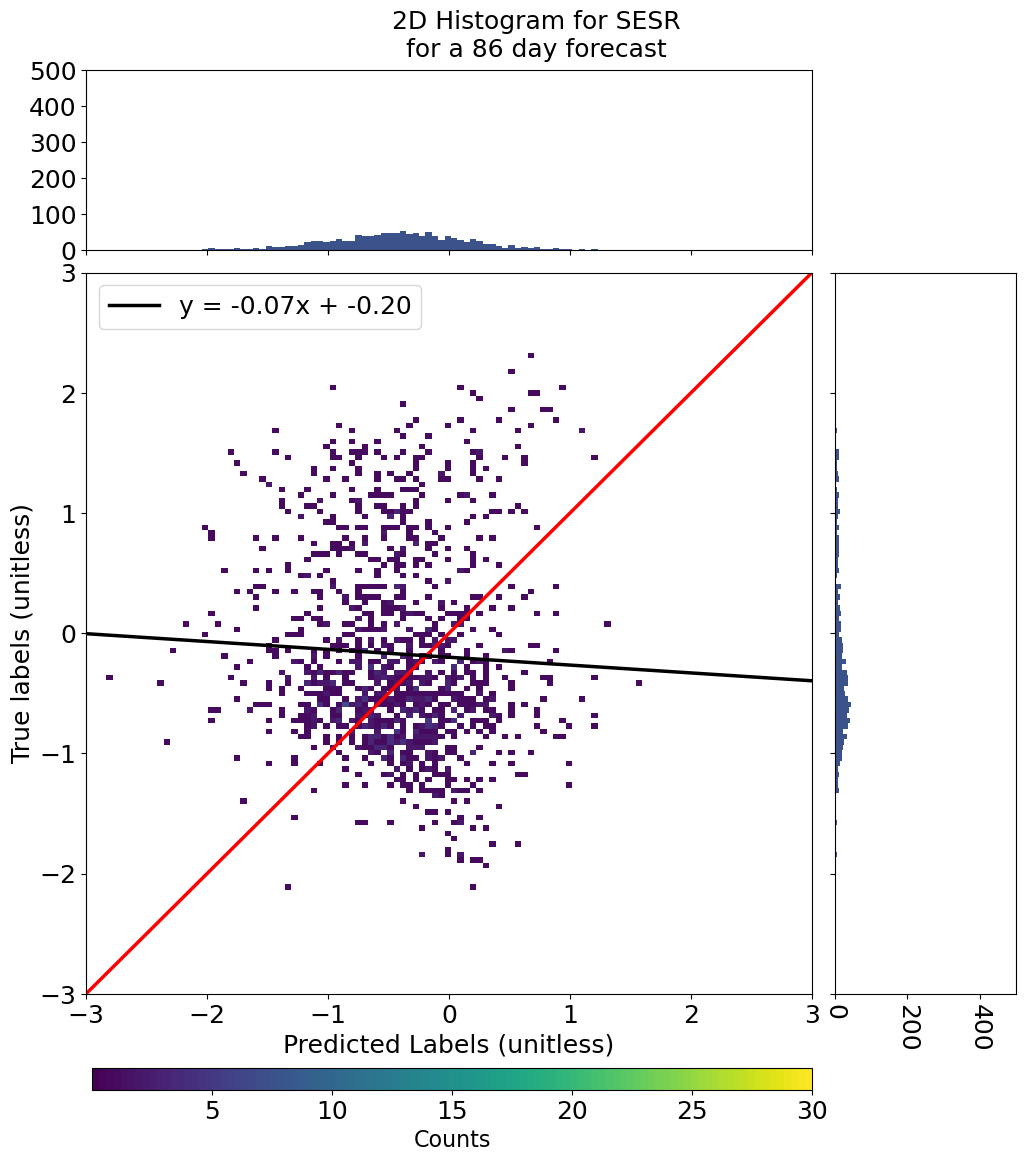 2D Histogram for SESR
for a 86 day forecast
500
400
300
200
100
0
3
2
1
0
−1
−2
−3
True labels (unitless)
y = -0.07x + -0.20
−3 −2 −1 0 1 2 3
Predicted Labels (unitless)
0 200 400
5 10 15 20 25 30
Counts